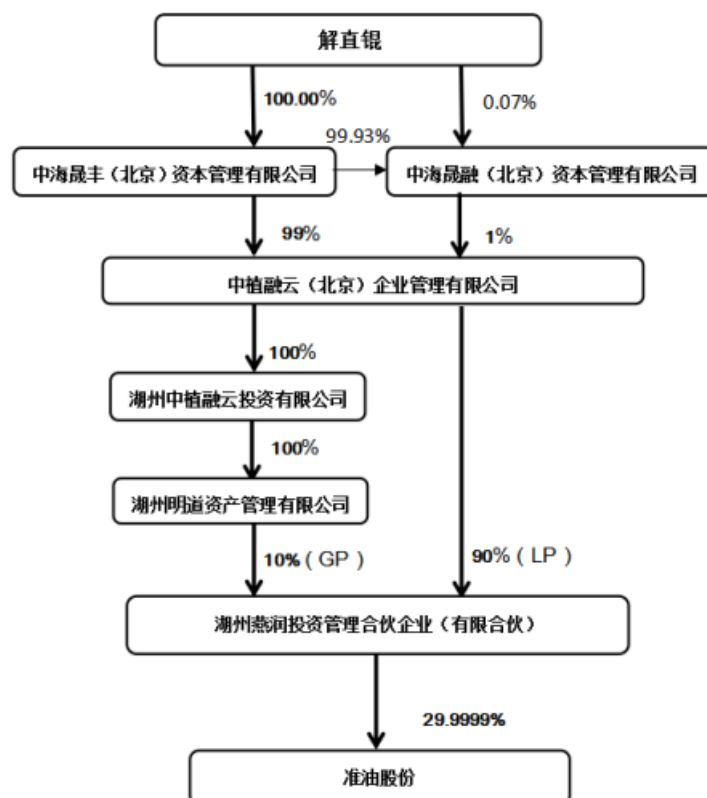 解直锟
100.00%
0.07%
99.93%
中海晟丰（北京）资本管理有限公司
中海晟融（北京）资本管理有限公司
99%
1%
中植融云（北京）企业管理有限公司
100%
湖州中植融云投资有限公司
100%
湖州明道资产管理有限公司
10%（GP）
90%（LP）
湖州燕润投资管理合伙企业（有限合伙）
29.9999%
准油股份